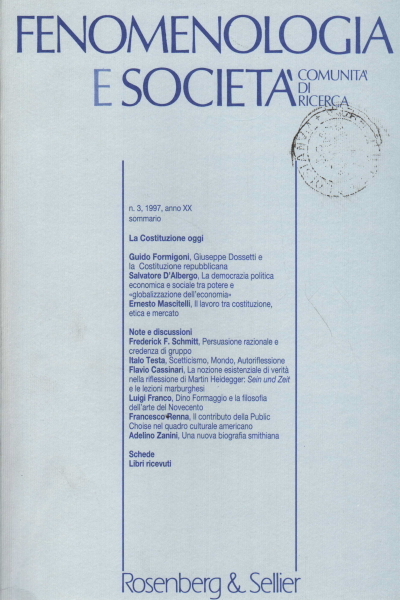 FENOMENOLOGIA
E SOCIETÀ COMUNITA'
DI
RICERCA
n. 3, 1997, anno XX
sommario
La Costituzione oggi
Guido Formigoni, Giuseppe Dossetti e
la Costituzione repubblicana
Salvatore D'Albergo, La democrazia politica
economica e sociale tra potere e
«globalizzazione dell'economia»
Ernesto Mascitelli, Il lavoro tra costituzione,
etica e mercato
Note e discussioni
Frederick F. Schmitt, Persuasione razionale e
credenza di gruppo
Italo Testa, Scetticismo, Mondo, Autoriflessione
Flavio Cassinari, La nozione esistenziale di verità
nella riflessione di Martin Heidegger: Sein und Zeit
e le lezioni marburghesi
Luigi Franco, Dino Formaggio e la filosofia
dell'arte del Novecento
Francesco Renna, Il contributo della Public
Choise nel quadro culturale americano
Adelino Zanini, Una nuova biografia smithiana
Schede
Libri ricevuti
Rosenberg & Sellier